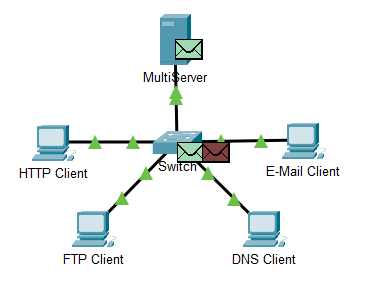 MultiServer
HTTP Client
Switch
E-Mail Client
FTP Client
DNS Client